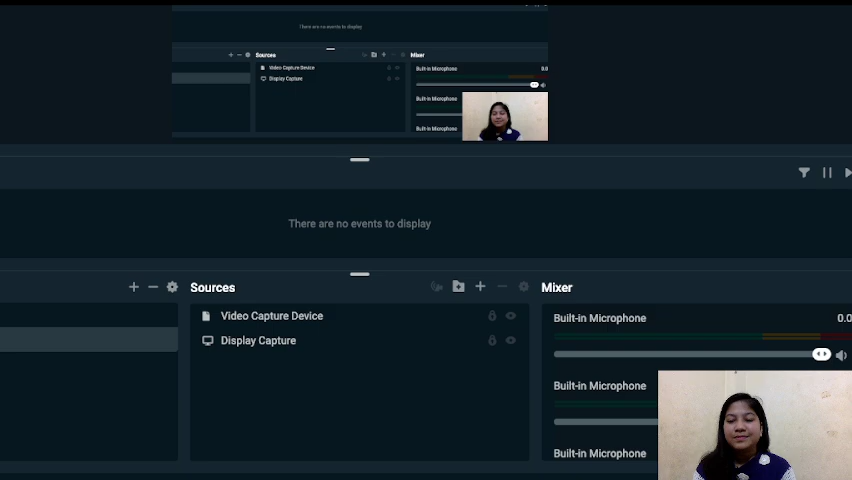 There are no events to display
Sources
Mixer
Video Capture Device
Built-in Microphone
0.0
Display Capture
Built-in Microphone
Built-in Microphone
There are no events to display
Sources
Mixer
Video Capture Device
Built-in Microphone
0.0
Display Capture
Built-in Microphone
Built-in Microphone